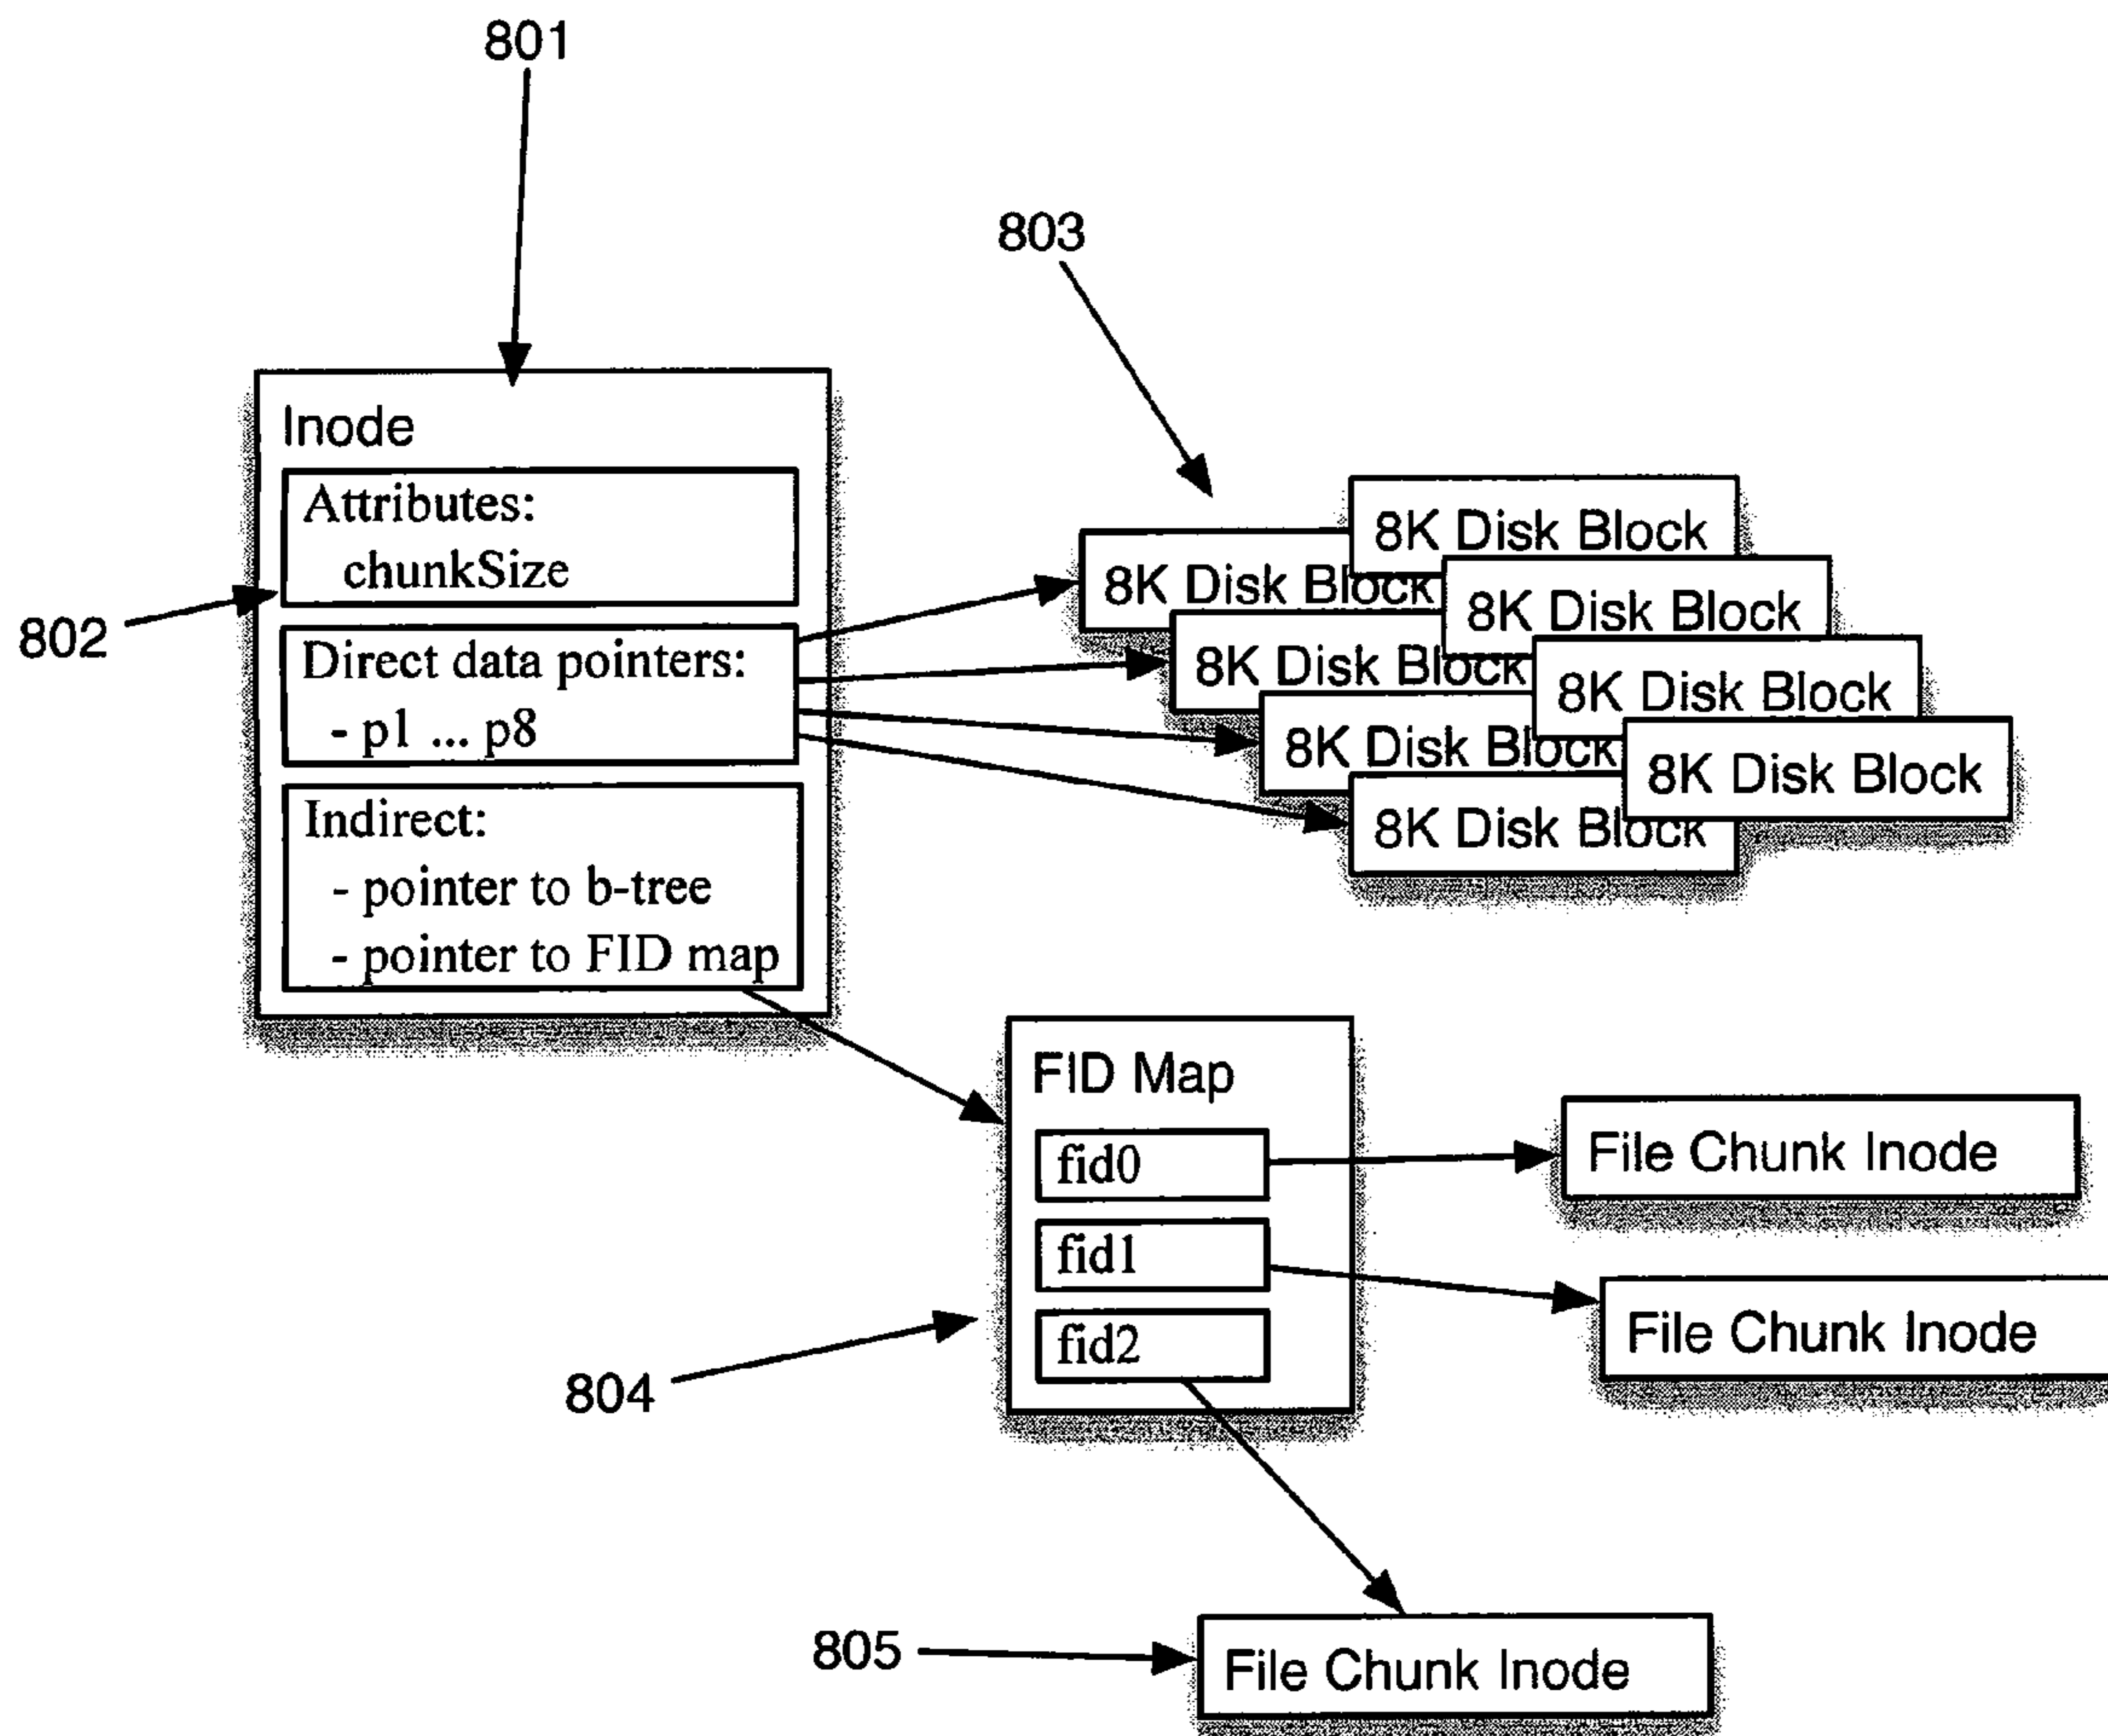 801
803
Inode
Attributes:
chunkSize
802
Direct data pointers:
- p1 ... p8
Indirect:
- pointer to b-tree
- pointer to FID map
8K Disk Block
8K Disk Block
8K Disk Block
8K Disk Block
8K Disk Block
8K Disk Block
8K Disk Block
8K Disk Block
FID Map
fid0
fid1
fid2
File Chunk Inode
File Chunk Inode
804
805
File Chunk Inode